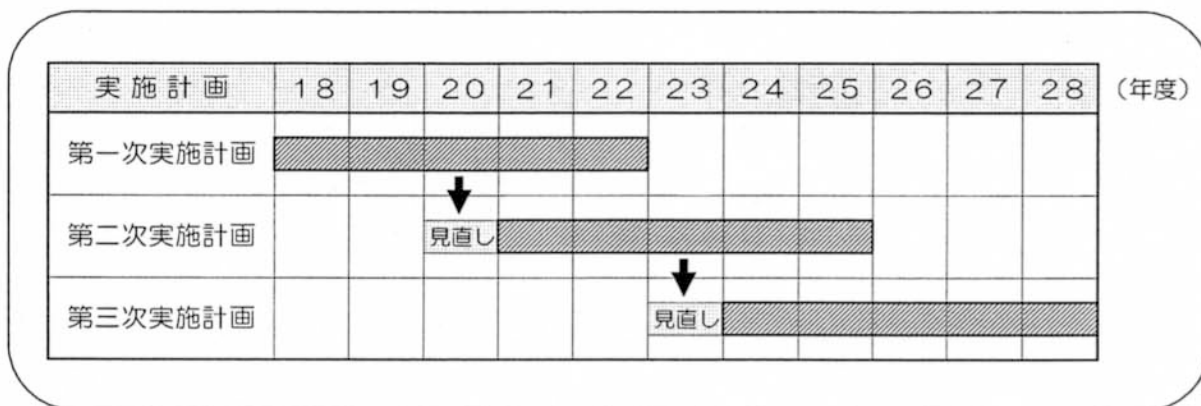 実施計画 18 19 20 21 22 23 24 25 26 27 28 (年度)
第一次実施計画
第二次実施計画 見直し
第三次実施計画 見直し